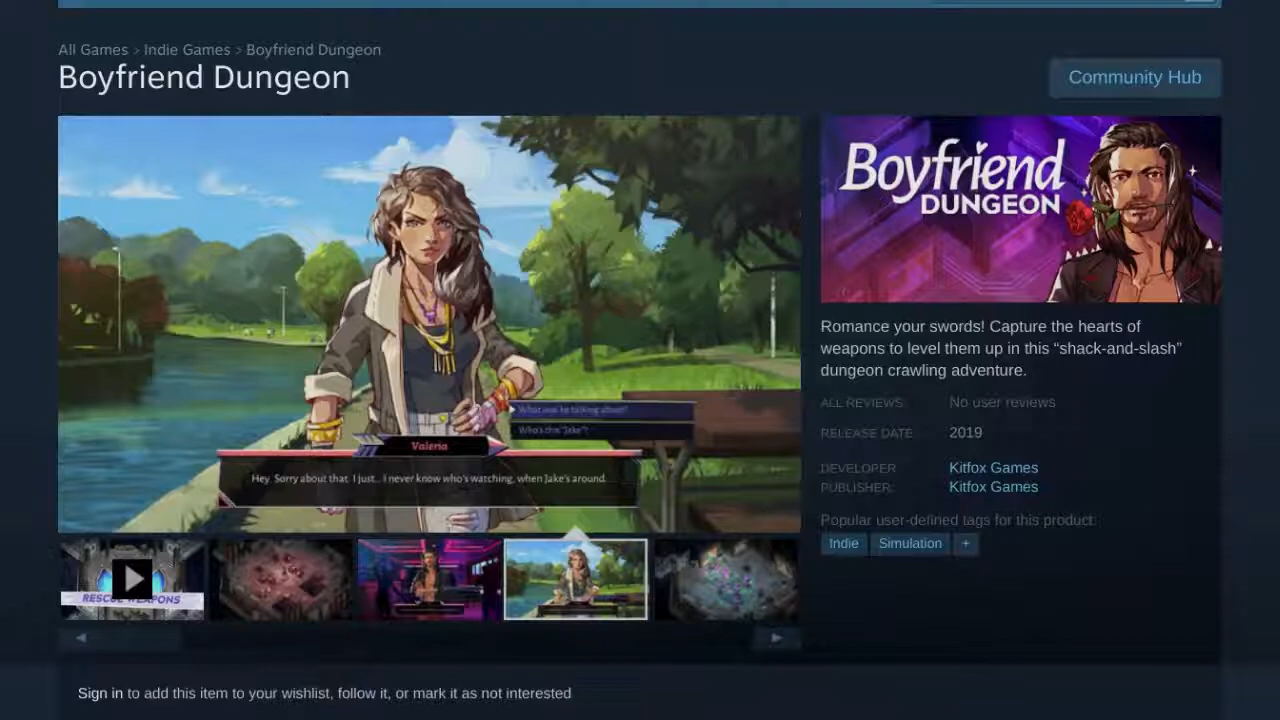 All Games > Indie Games > Boyfriend Dungeon
Boyfriend Dungeon
Community Hub
Boyfriend
DUNGEON
What was he talking about?
Who's this "Jake"?
Valeria
Hey. Sorry about that. I just... I never know who's watching, when Jake's around.
RESCUE WEAPONS
Romance your swords! Capture the hearts of
weapons to level them up in this “shack-and-slash”
dungeon crawling adventure.
ALL REVIEWS: No user reviews
RELEASE DATE: 2019
DEVELOPER: Kitfox Games
PUBLISHER: Kitfox Games
Popular user-defined tags for this product:
Indie Simulation +
Sign in to add this item to your wishlist, follow it, or mark it as not interested